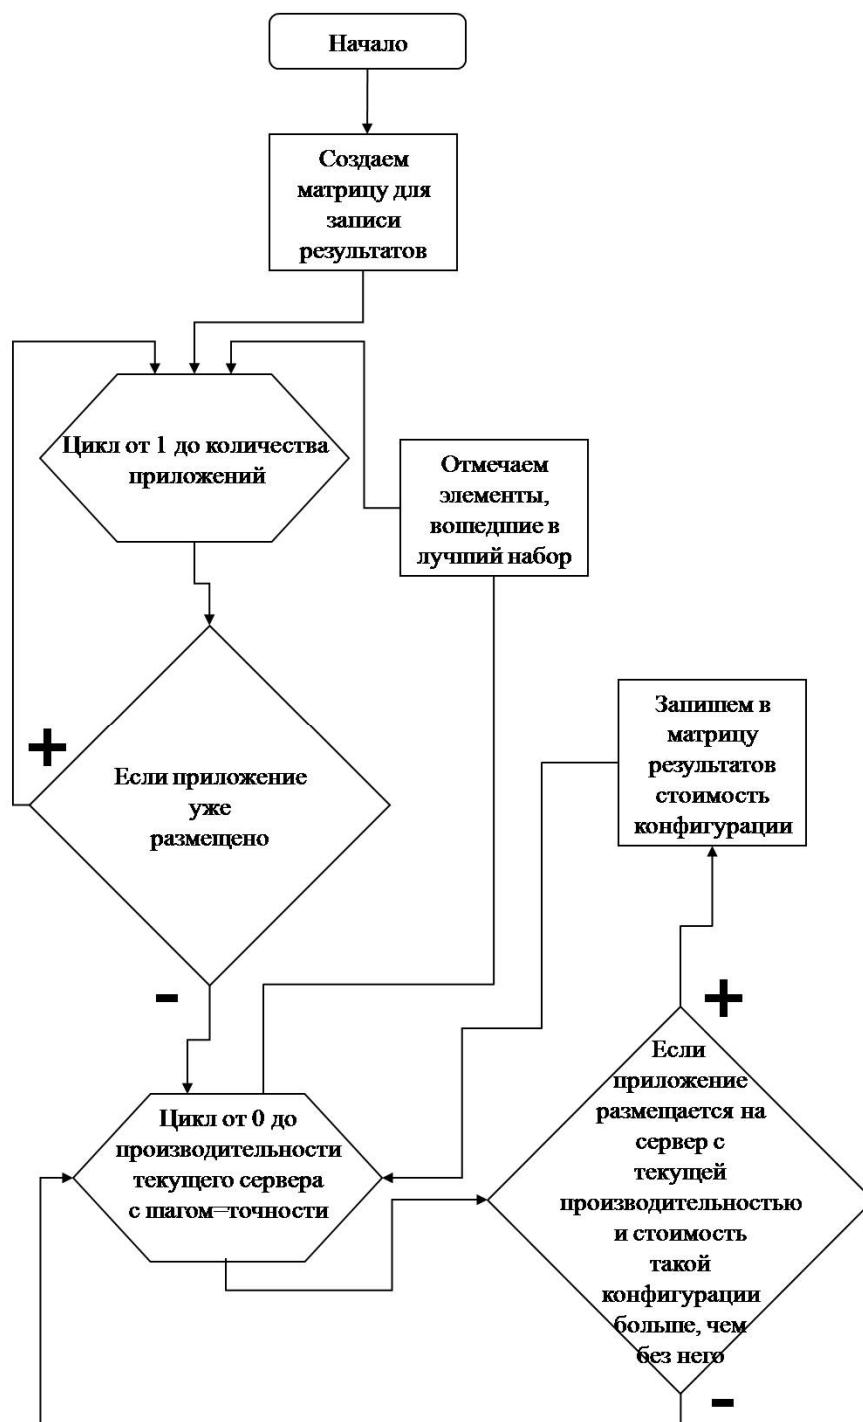 Начало
Создаем
матрицу для
записи
результатов
Цикл от 1 до количества
приложений
Отмечаем
элементы,
вошедшие в
лучший набор
+
Если приложение
уже
размещено
-
Запишем в
матрицу
результатов
стоимость
конфигурации
Цикл от 0 до
производительности
текущего сервера
с шагом–точности
+
Если
приложение
размещается на
сервер с
текущей
производительностью
и стоимость
такой
конфигурации
больше, чем
без него
-